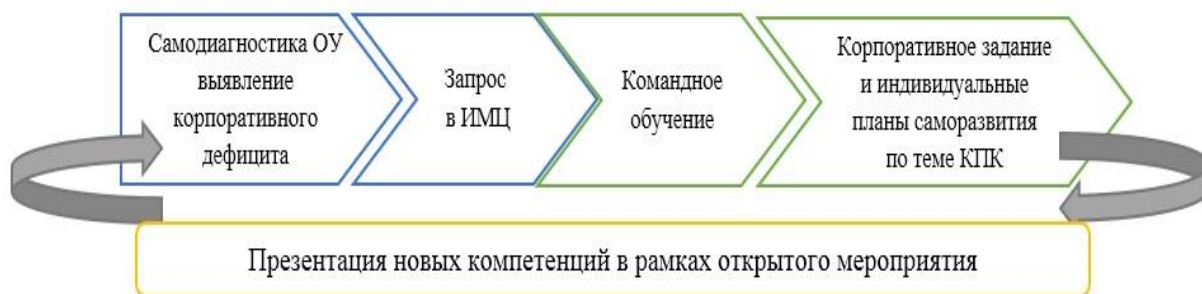 Самодиагностика ОУ
выявление
корпоративного
дефицита
Запрос
в ИМЦ
Командное
обучение
Корпоративное задание
и индивидуальные
планы саморазвития
по теме КПК
Презентация новых компетенций в рамках открытого мероприятия